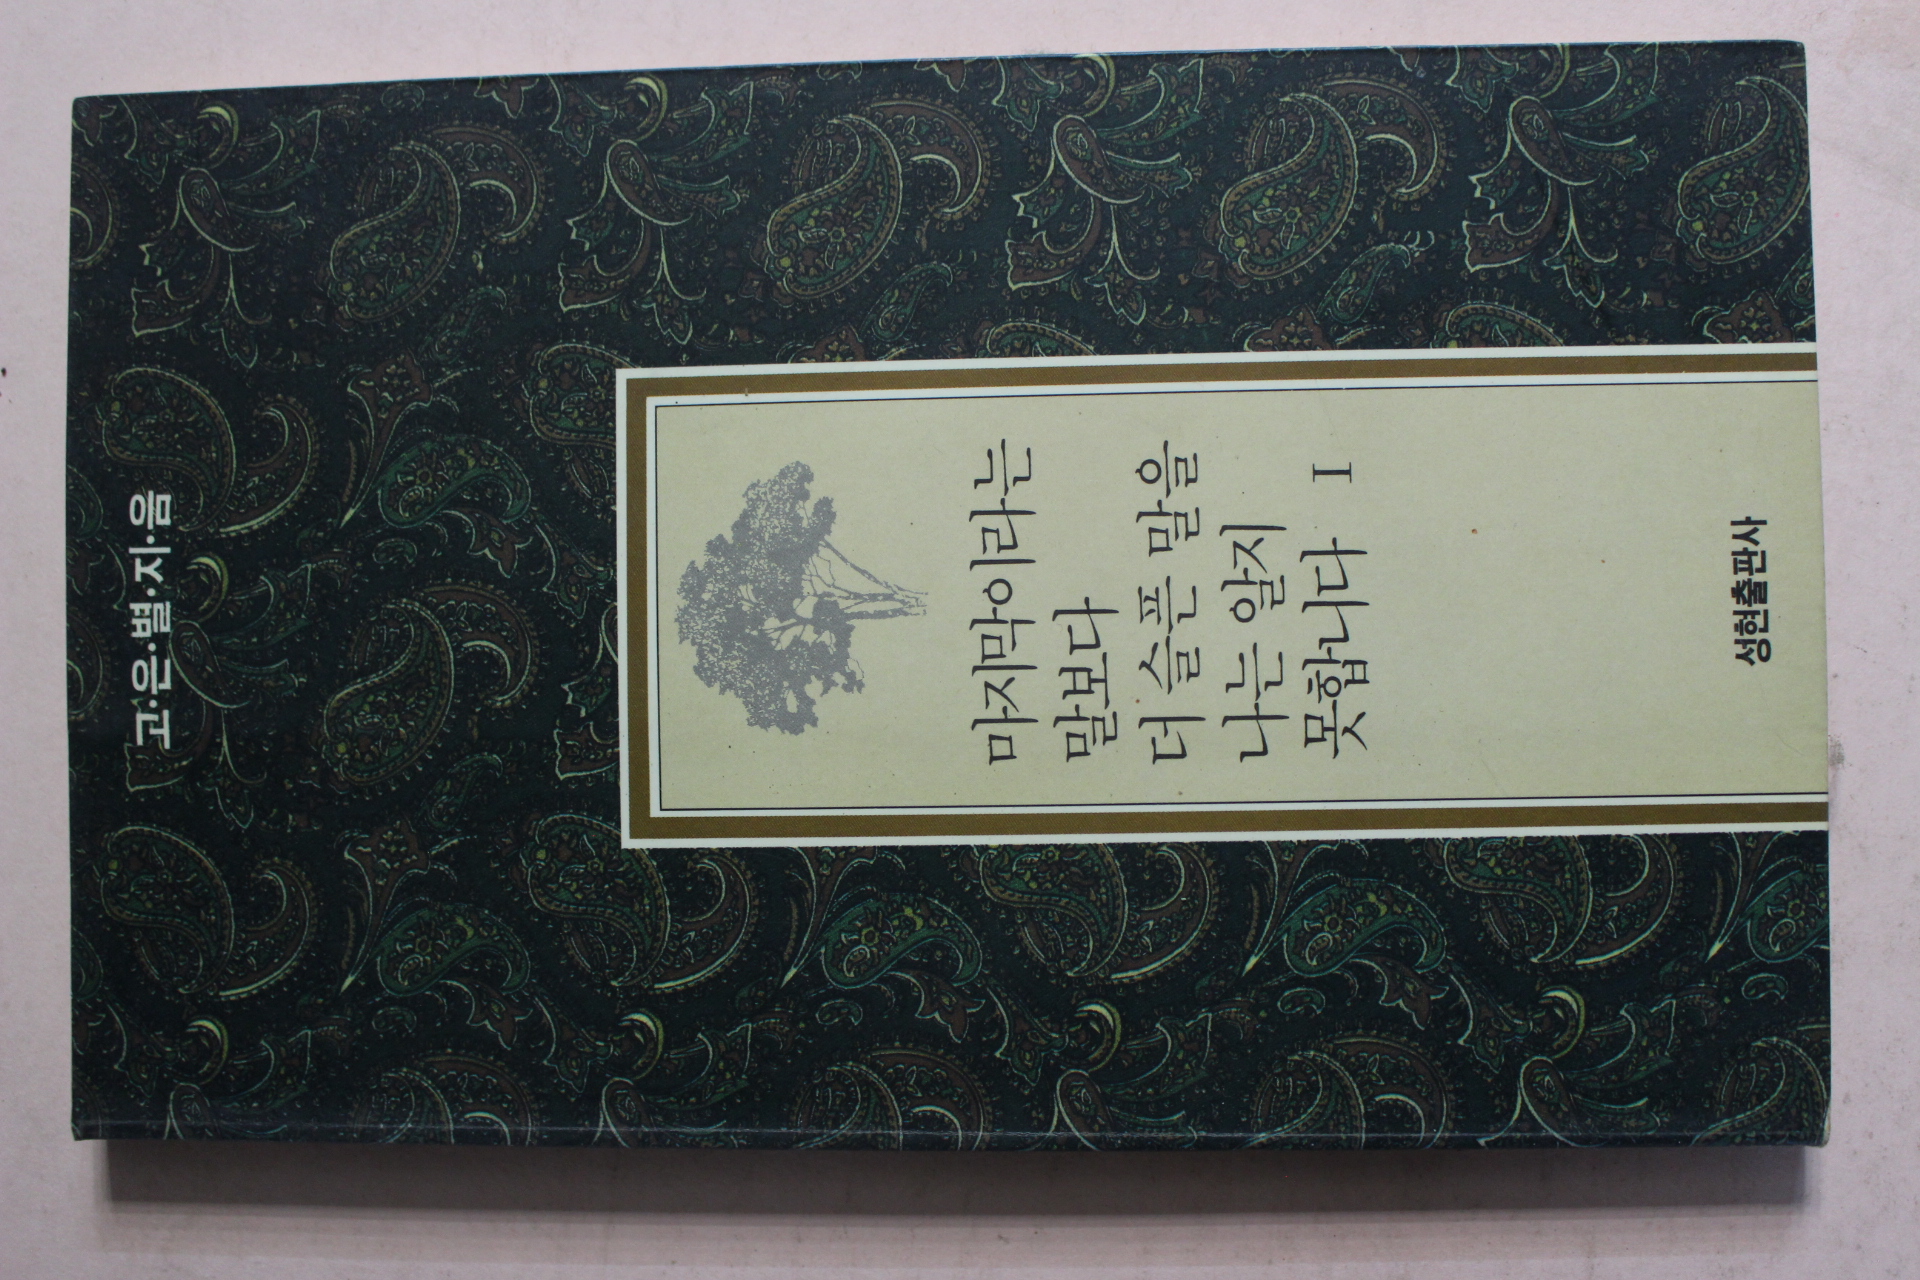 고·은·별·지·음
마지막이라는
말보다
더 슬픈 말을
나는 알지
못합니다 I
성현출판사